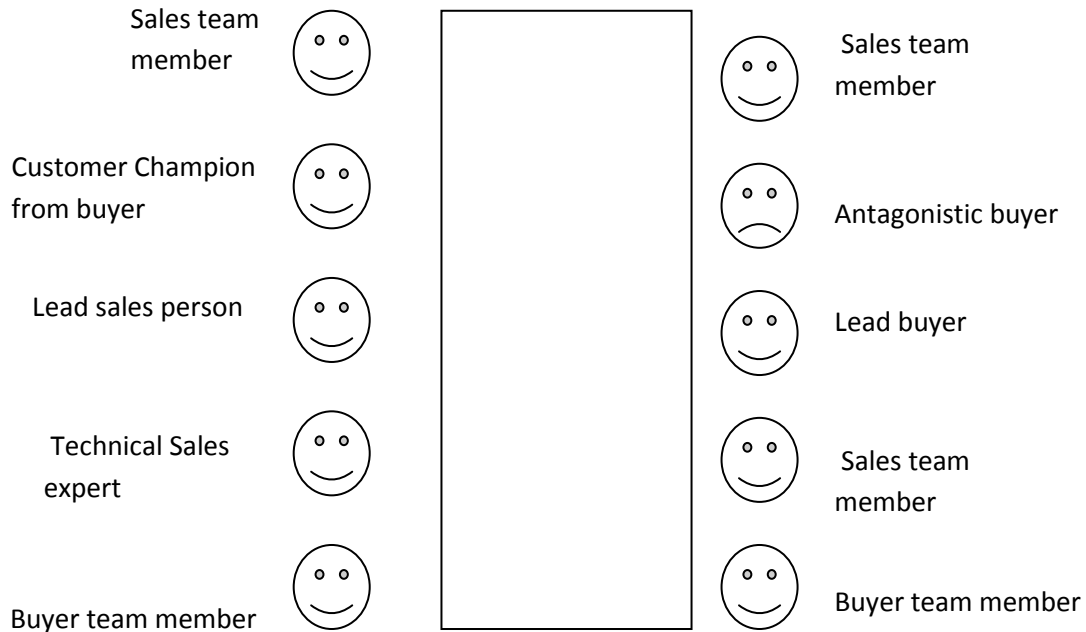 Sales team
member
Customer Champion
from buyer
Lead sales person
Technical Sales
expert
Buyer team member
Sales team
member
Antagonistic buyer
Lead buyer
Sales team
member
Buyer team member